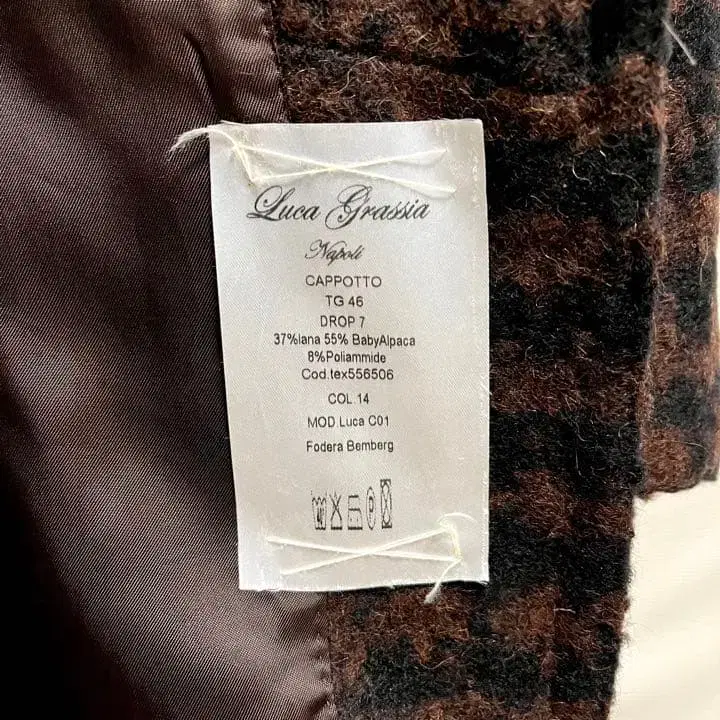 Luca Grassia
Napoli
CAPPOTTO
TG 46
DROP 7
37%lana 55% BabyAlpaca
8%Poliammide
Cod.tex556506
COL.14
MOD.Luca C01
Fodera Bemberg
P